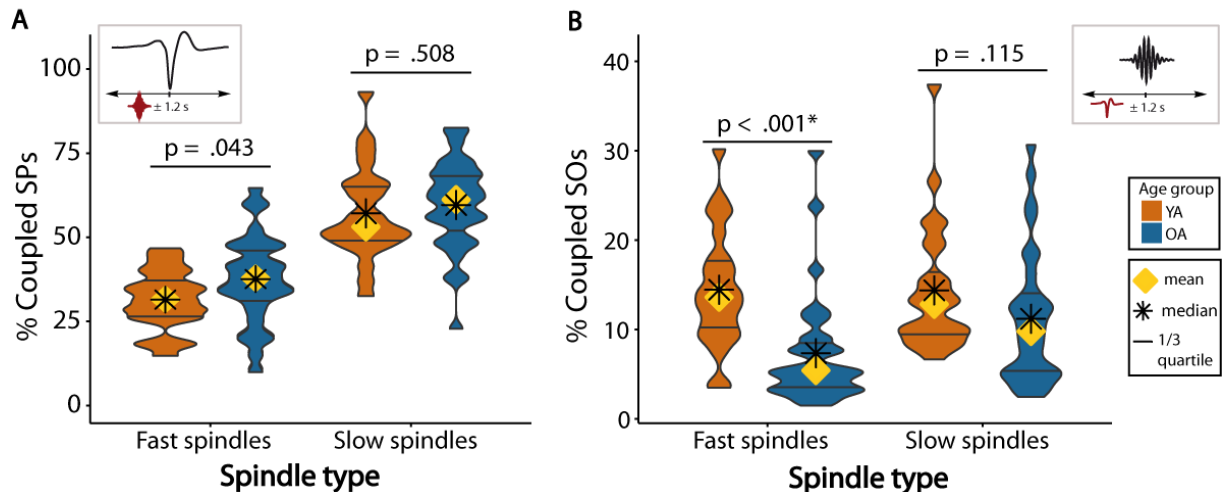 A
± 1.2 s
p = .043
p = .508
% Coupled SPs
100
75
50
25
0
Fast spindles
Slow spindles
Spindle type
B
± 1.2 s
p < .001*
p = .115
% Coupled SOs
40
30
20
10
0
Fast spindles
Slow spindles
Spindle type
Age group
YA
OA
mean
median
1/3
quartile